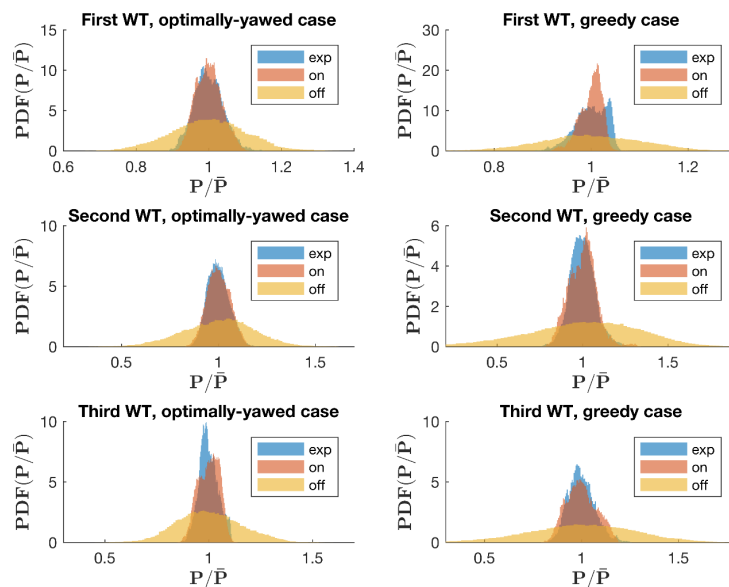 First WT, optimally-yawed case
PDF(P/P̄)
15
10
5
0
exp
on
off
0.6 0.8 1 1.2 1.4
P/P̄
First WT, greedy case
PDF(P/P̄)
30
20
10
0
exp
on
off
0.8 1 1.2
P/P̄
Second WT, optimally-yawed case
PDF(P/P̄)
10
5
0
exp
on
off
0.5 1 1.5
P/P̄
Second WT, greedy case
PDF(P/P̄)
6
4
2
0
exp
on
off
0.5 1 1.5
P/P̄
Third WT, optimally-yawed case
PDF(P/P̄)
10
5
0
exp
on
off
0.5 1 1.5
P/P̄
Third WT, greedy case
PDF(P/P̄)
10
5
0
exp
on
off
0.5 1 1.5
P/P̄